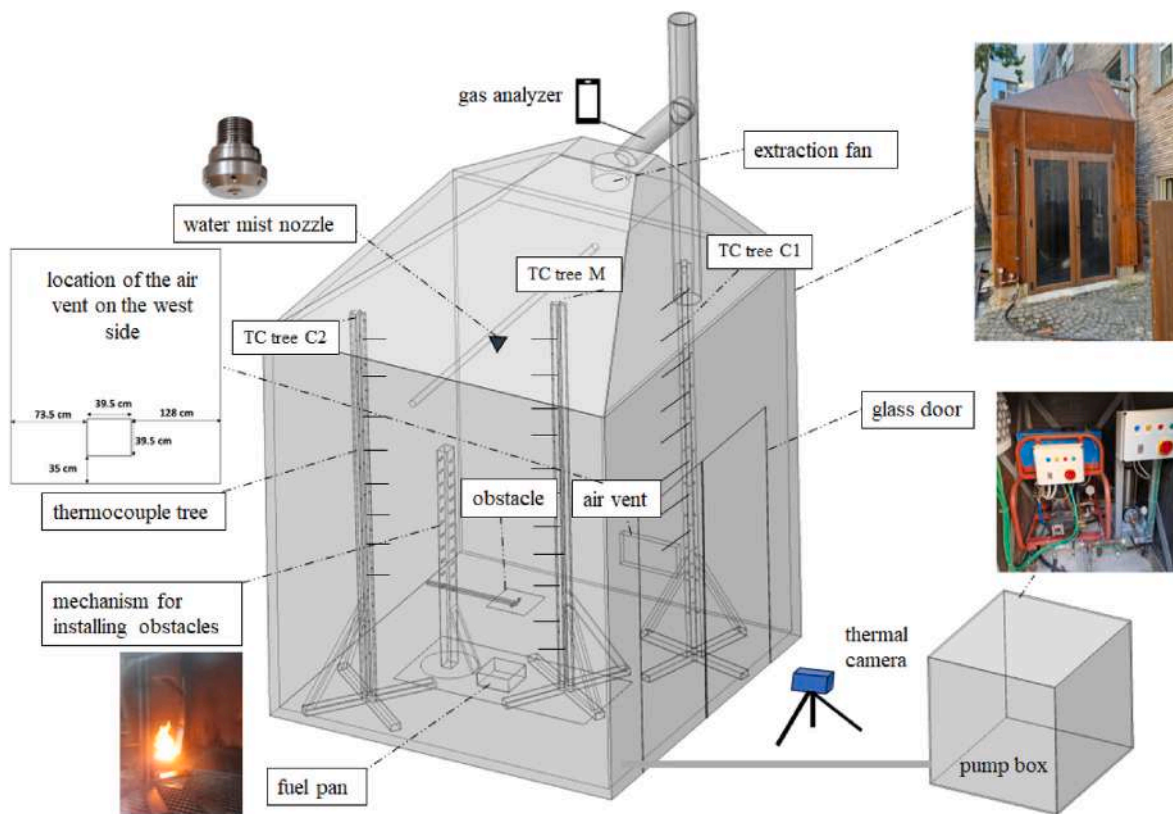 gas analyzer
extraction fan
water mist nozzle
TC tree C1
TC tree M
TC tree C2
location of the air
vent on the west
side
39.5 cm
73.5 cm
128 cm
39.5 cm
35 cm
glass door
thermocouple tree
obstacle
air vent
mechanism for
installing obstacles
thermal
camera
fuel pan
pump box